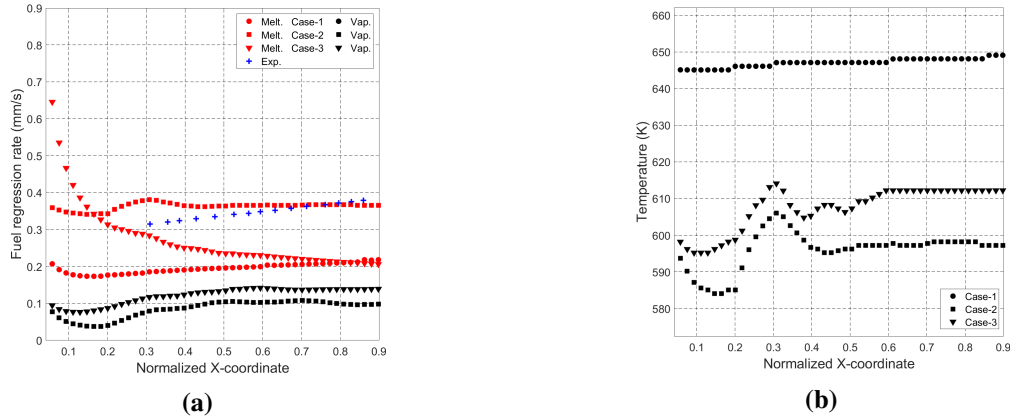 0.9
0.8
0.7
0.6
0.5
0.4
0.3
0.2
0.1
0
Fuel regression rate (mm/s)
Melt. Case-1 Vap.
Melt. Case-2 Vap.
Melt. Case-3 Vap.
Exp.
0.1 0.2 0.3 0.4 0.5 0.6 0.7 0.8 0.9
Normalized X-coordinate
(a)
660
650
640
630
620
610
600
590
580
Temperature (K)
Case-1
Case-2
Case-3
0.1 0.2 0.3 0.4 0.5 0.6 0.7 0.8 0.9
Normalized X-coordinate
(b)